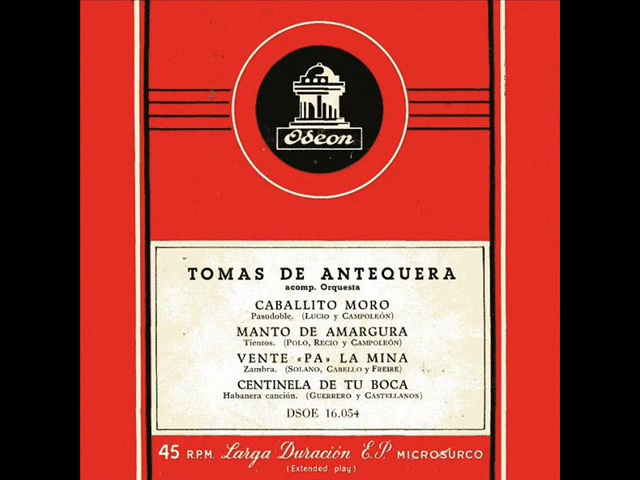 Odeon
TOMAS DE ANTEQUERA
acomp. Orquesta
CABALLITO MORO
Pasodoble. (LUCIO y CAMPOLEÓN)
MANTO DE AMARGURA
Tientos. (POLO, RECIO y CAMPOLEÓN)
VENTE «PA» LA MINA
Zambra. (SOLANO, CABELLO y FREIRE)
CENTINELA DE TU BOCA
Habanera canción. (GUERRERO y CASTELLANOS)
DSOE 16.054
45 R.P.M. Larga Duración E.P. MICROSURCO
(Extended play)